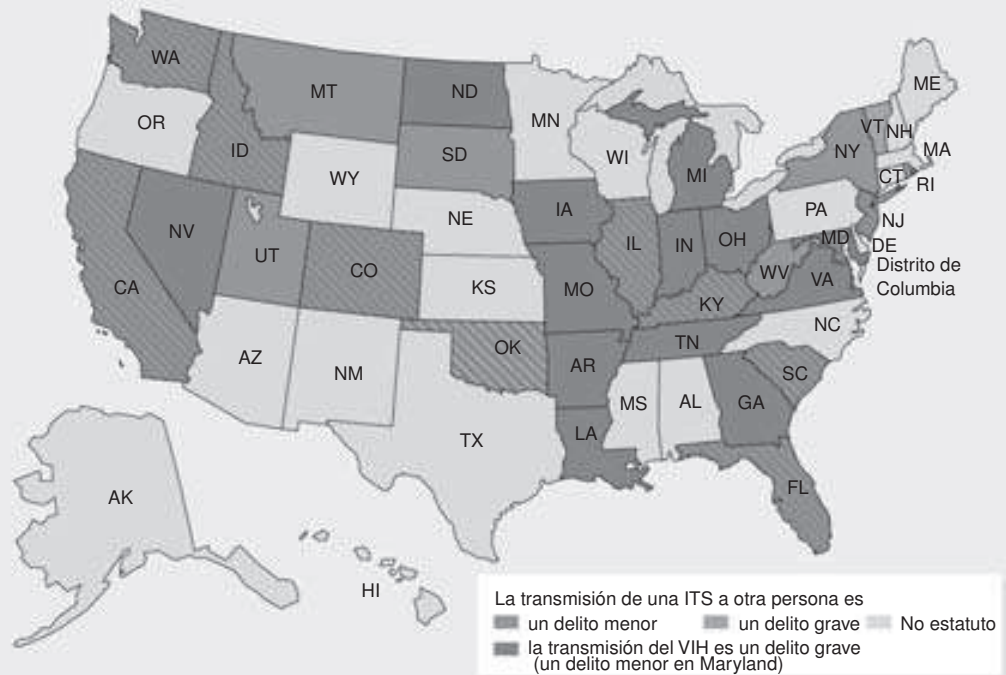 WA
MT
ND
MN
ME
OR
ID
SD
WI
MI
VT
NH
NY
MA
CT
RI
WY
NE
IA
PA
NJ
NV
UT
CO
KS
MO
IL
IN
OH
WV
MD
DE
Distrito de
Columbia
VA
KY
CA
AZ
NM
OK
AR
TN
NC
SC
TX
LA
MS
AL
GA
FL
AK
HI
La transmisión de una ITS a otra persona es
un delito menor
un delito grave
No estatuto
la transmisión del VIH es un delito grave
(un delito menor en Maryland)